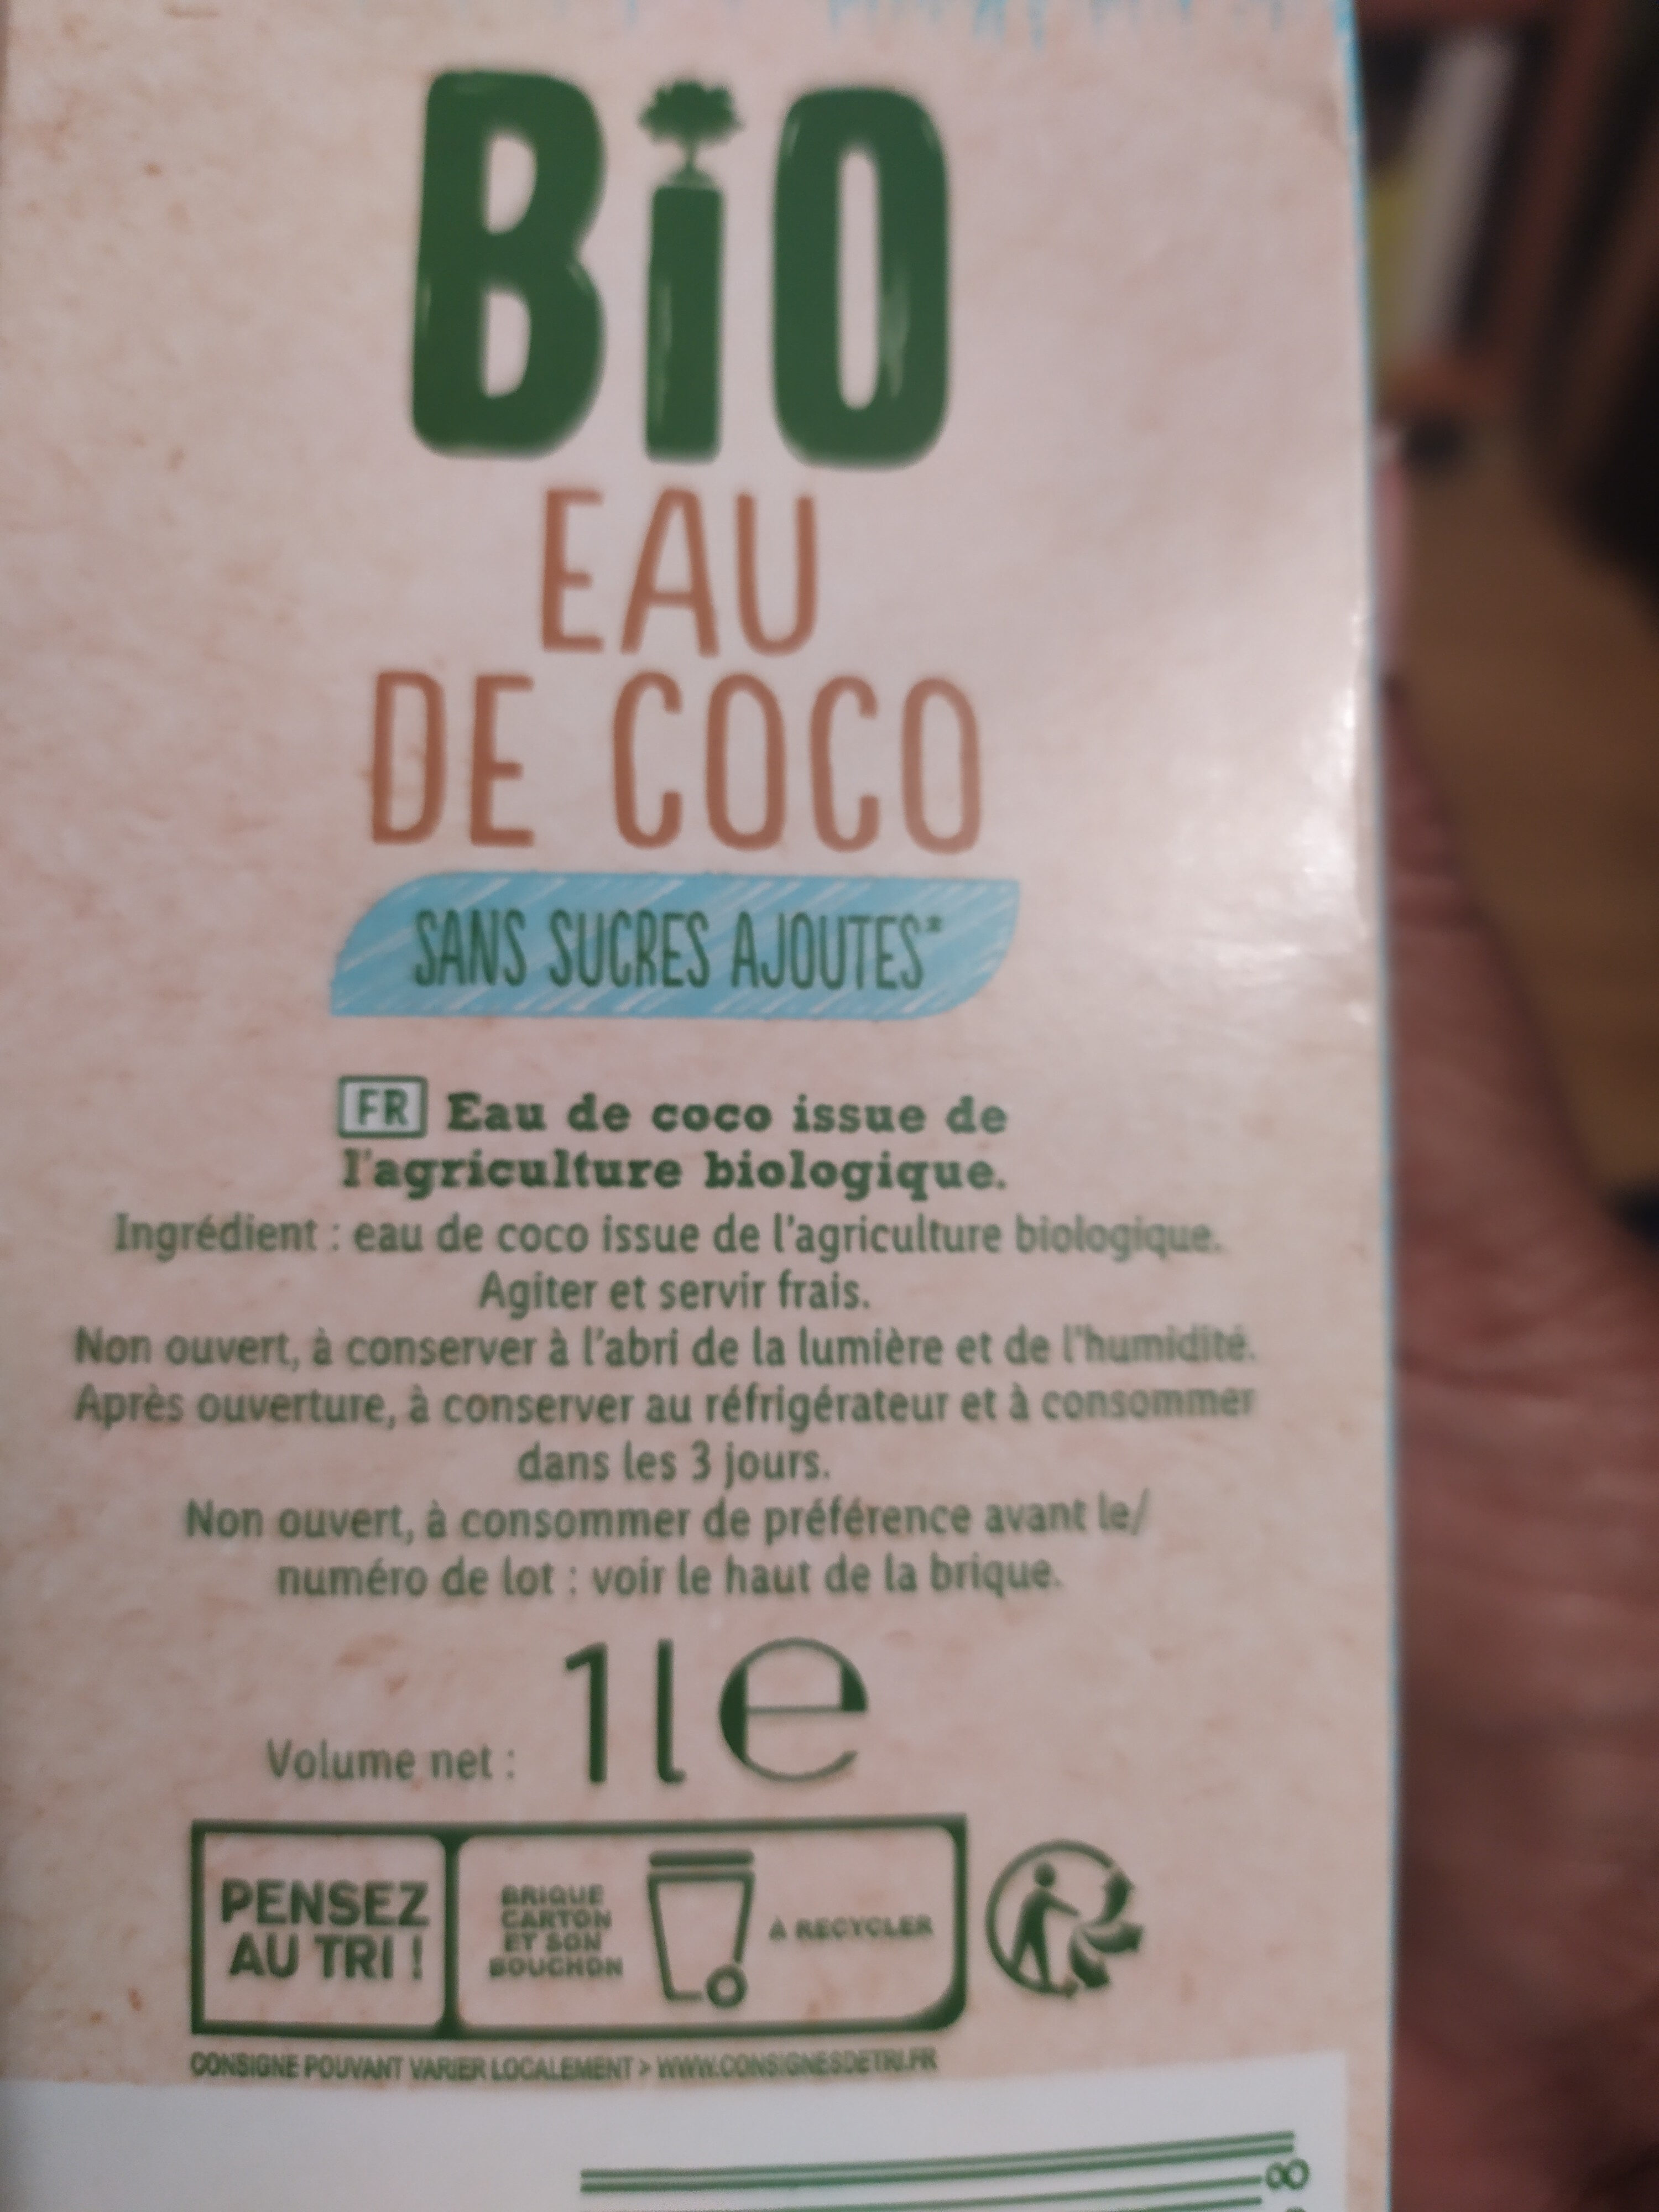 BiO
EAU
DE COCO
SANS SUCRES AJOUTES*
FR Eau de coco issue de
l'agriculture biologique.
Ingrédient : eau de coco issue de l'agriculture biologique.
Agiter et servir frais.
Non ouvert, à conserver à l'abri de la lumière et de l'humidité.
Après ouverture, à conserver au réfrigérateur et à consommer
dans les 3 jours.
Non ouvert, à consommer de préférence avant le/
numéro de lot : voir le haut de la brique.
Volume net : 1 l e
PENSEZ
AU TRI !
BRIQUE
CARTON
ET SON
BOUCHON
À RECYCLER
CONSIGNE POUVANT VARIER LOCALEMENT > WWW.CONSIGNESDETRI.FR
8